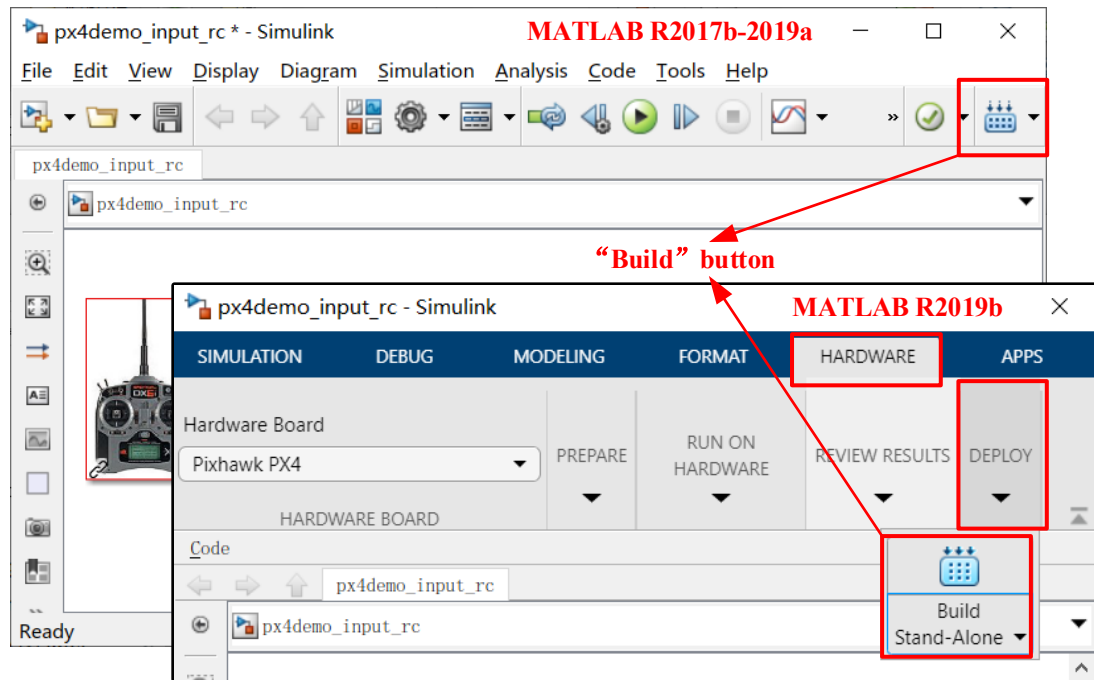 px4demo_input_rc * - Simulink
MATLAB R2017b-2019a
File Edit View Display Diagram Simulation Analysis Code Tools Help
»
px4demo_input_rc
px4demo_input_rc
“Build” button
px4demo_input_rc - Simulink
MATLAB R2019b
SIMULATION DEBUG MODELING FORMAT HARDWARE APPS
Hardware Board
Pixhawk PX4
PREPARE
RUN ON
HARDWARE
REVIEW RESULTS
DEPLOY
HARDWARE BOARD
Code
px4demo_input_rc
px4demo_input_rc
Build
Stand-Alone
Ready